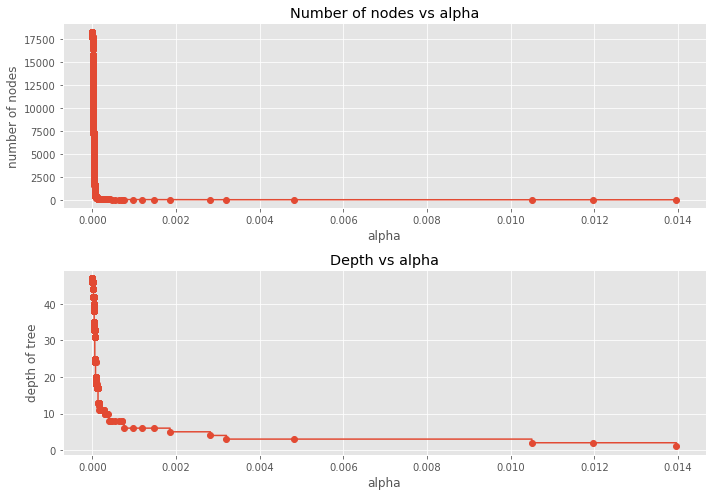 Number of nodes vs alpha
17500
15000
12500
10000
7500
5000
2500
0
number of nodes
0.000 0.002 0.004 0.006 0.008 0.010 0.012 0.014
alpha
Depth vs alpha
40
30
20
10
0
depth of tree
0.000 0.002 0.004 0.006 0.008 0.010 0.012 0.014
alpha